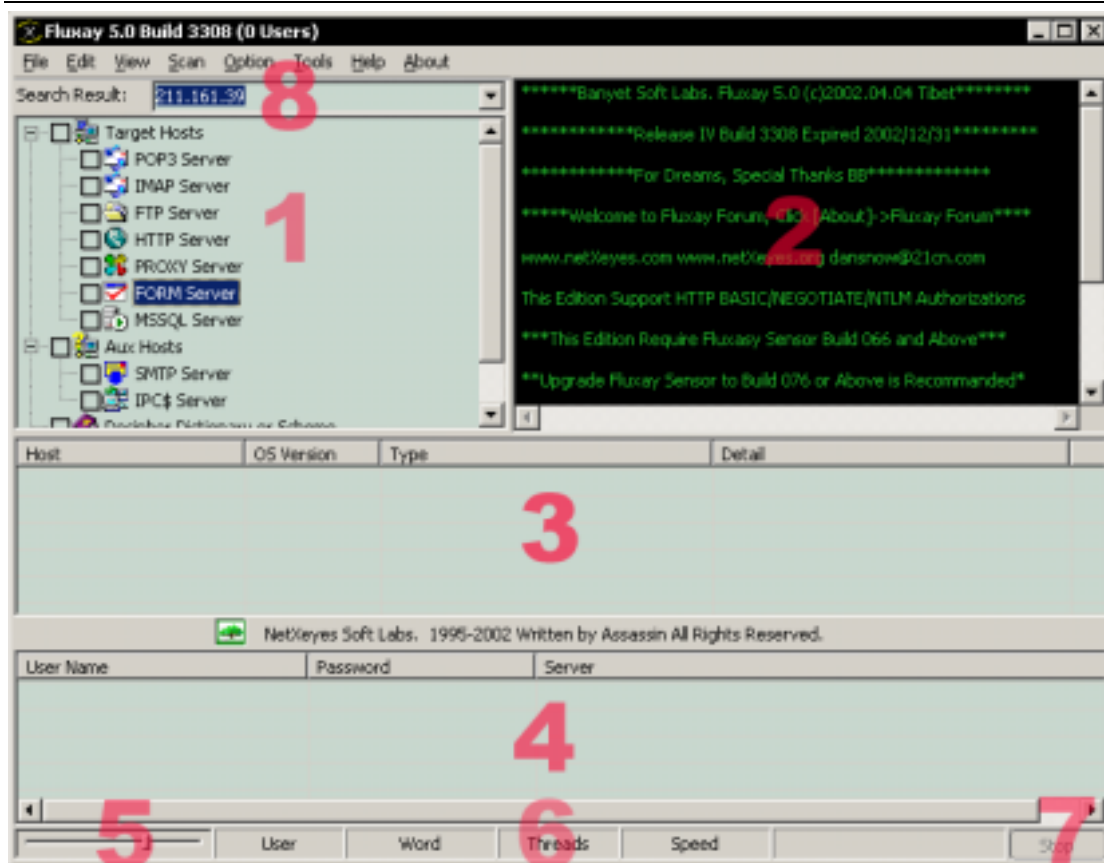 Fluxay 5.0 Build 3308 (0 Users)
File Edit View Scan Option Tools Help About
8
Search Result: 211.161.39
Target Hosts
POP3 Server
IMAP Server
FTP Server
HTTP Server
PROXY Server
FORM Server
MSSQL Server
Aux Hosts
SMTP Server
IPC$ Server
Decipher Dictionary or Scheme
1
******Banyet Soft Labs. Fluxay 5.0 (c)2002.04.04 Tibet********
************Release IV Build 3308 Expired 2002/12/31*********
************For Dreams, Special Thanks BB*************
*****Welcome to Fluxay Forum, Click [About]->Fluxay Forum****
www.netXeyes.com www.netXeyes.org dansnow@21cn.com
This Edition Support HTTP BASIC/NEGOTIATE/NTLM Authorizations
***This Edition Require Fluxasy Sensor Build 066 and Above***
**Upgrade Fluxay Sensor to Build 076 or Above is Recommanded*
2
Host OS Version Type Detail
3
NetXeyes Soft Labs. 1995-2002 Written by Assassin All Rights Reserved.
User Name Password Server
4
5 6 7
User Word Threads Speed Stop